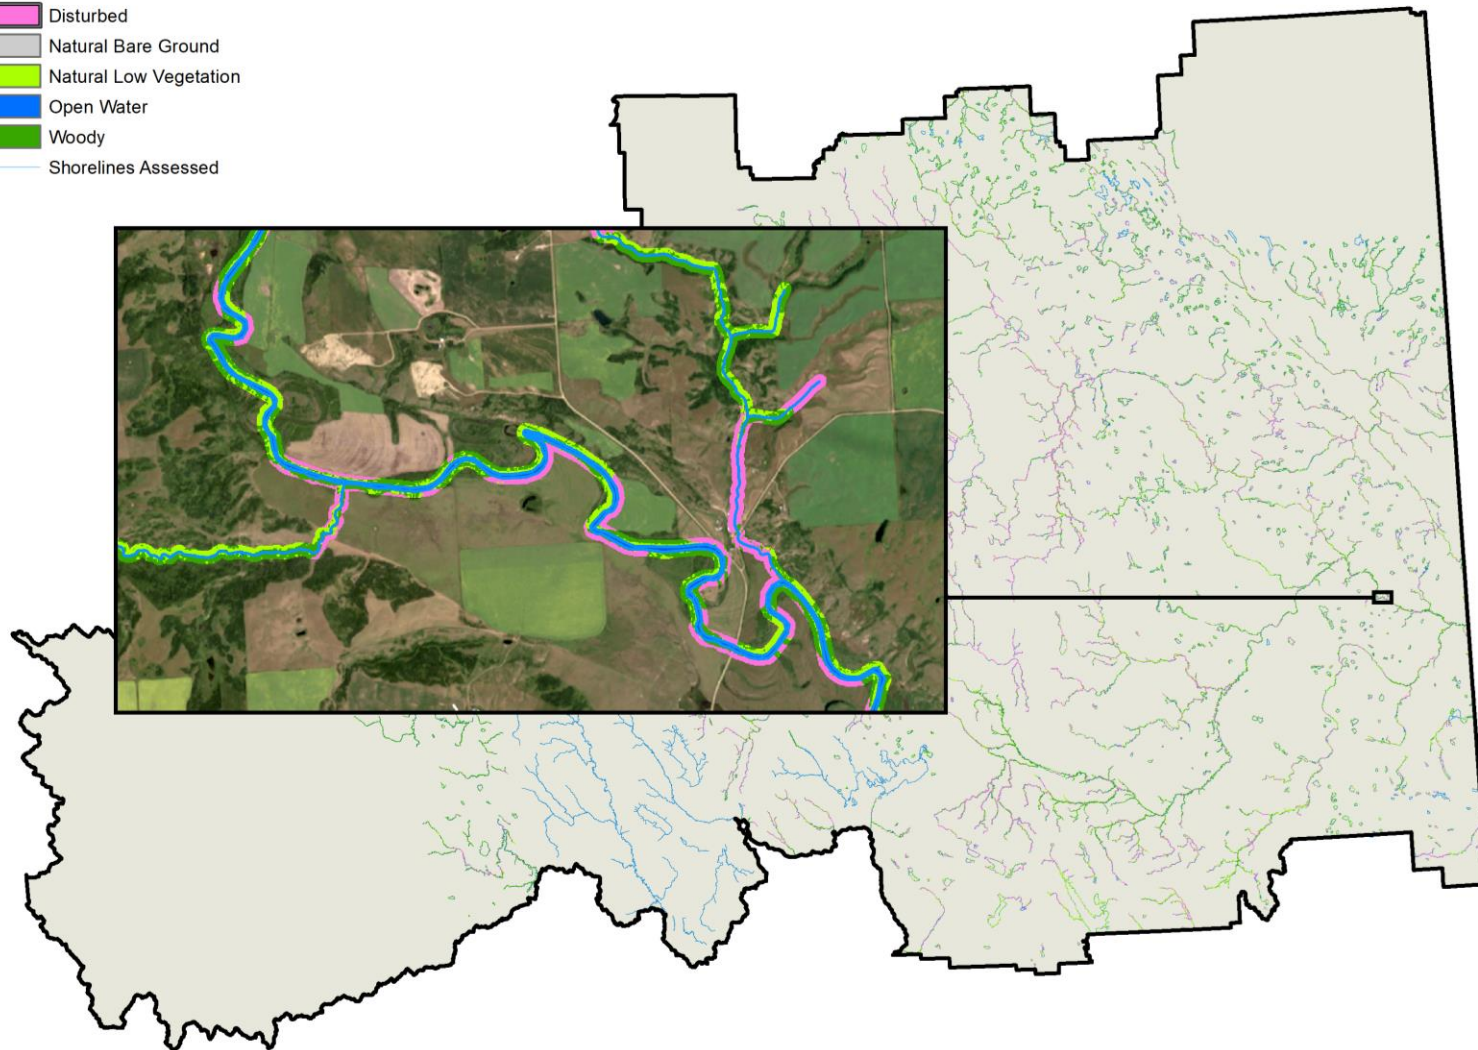 Disturbed
Natural Bare Ground
Natural Low Vegetation
Open Water
Woody
Shorelines Assessed